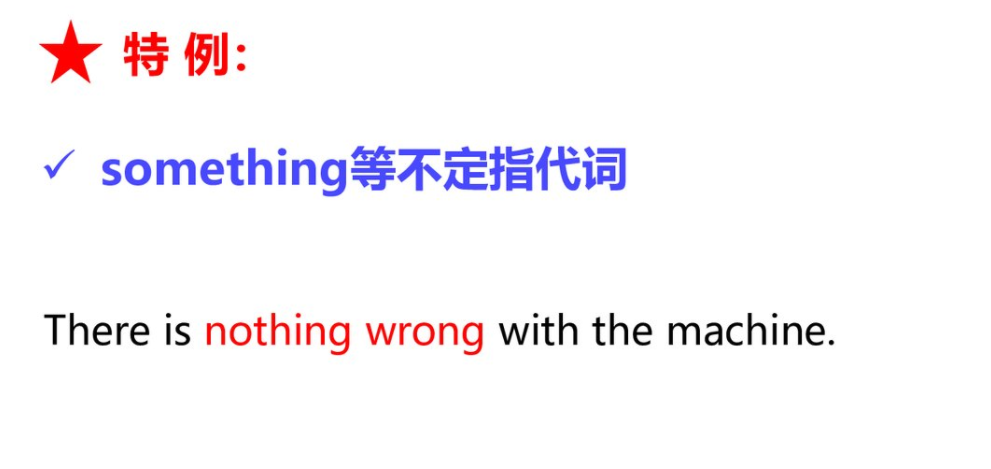 特 例:
something等不定指代词
There is nothing wrong with the machine.